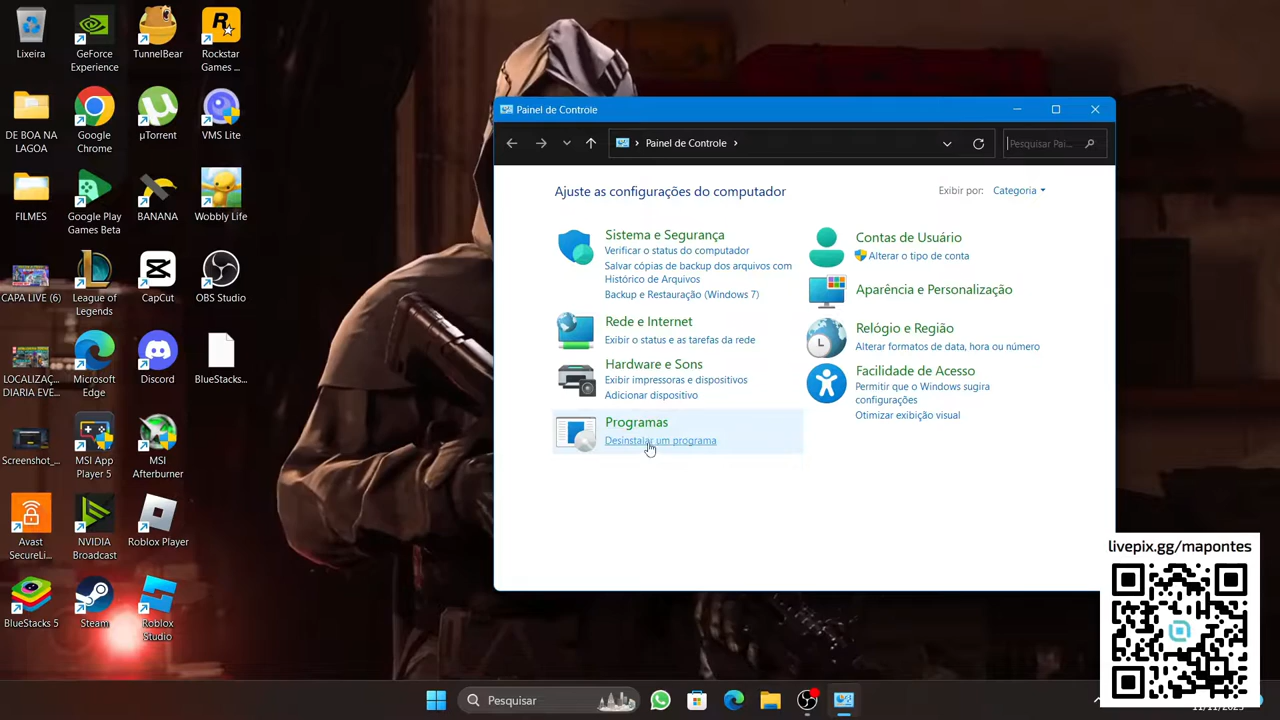 Lixeira
GeForce
Experience
TunnelBear
Rockstar
Games ...
DE BOA NA
LAGOA
Google
Chrome
µTorrent
VMS Lite
FILMES
Google Play
Games Beta
BANANA
Wobbly Life
CAPA LIVE (6)
League of
Legends
CapCut
OBS Studio
LOCALIZAÇ...
DIARIA EVE...
Microsoft
Edge
Discord
BlueStacks...
Screenshot_...
MSI App
Player 5
MSI
Afterburner
Avast
SecureLi...
NVIDIA
Broadcast
Roblox Player
BlueStacks 5
Steam
Roblox
Studio
Painel de Controle
Painel de Controle
Pesquisar Pai...
Ajuste as configurações do computador
Exibir por: Categoria
Sistema e Segurança
Verificar o status do computador
Salvar cópias de backup dos arquivos com
Histórico de Arquivos
Backup e Restauração (Windows 7)
Rede e Internet
Exibir o status e as tarefas da rede
Hardware e Sons
Exibir impressoras e dispositivos
Adicionar dispositivo
Programas
Desinstalar um programa
Contas de Usuário
Alterar o tipo de conta
Aparência e Personalização
Relógio e Região
Alterar formatos de data, hora ou número
Facilidade de Acesso
Permitir que o Windows sugira
configurações
Otimizar exibição visual
livepix.gg/mapontes
Pesquisar